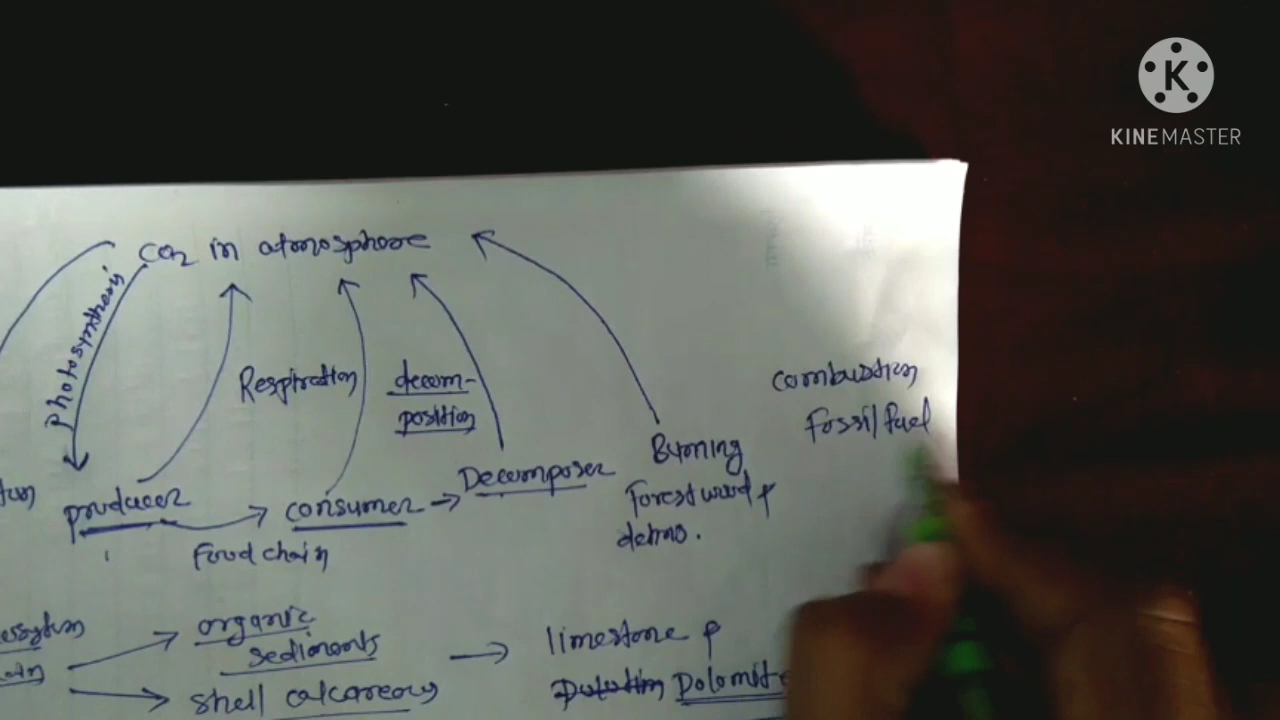 KINEMASTER
CO2 in atmosphere
Photosynthesis
Respiration
decom-
position
combustion
Fossil fuel
Burning
Forest wood &
Decomposer
producer
consumer
Food chain
organic
sediments
shell calcareous
limestone &
Dolomite